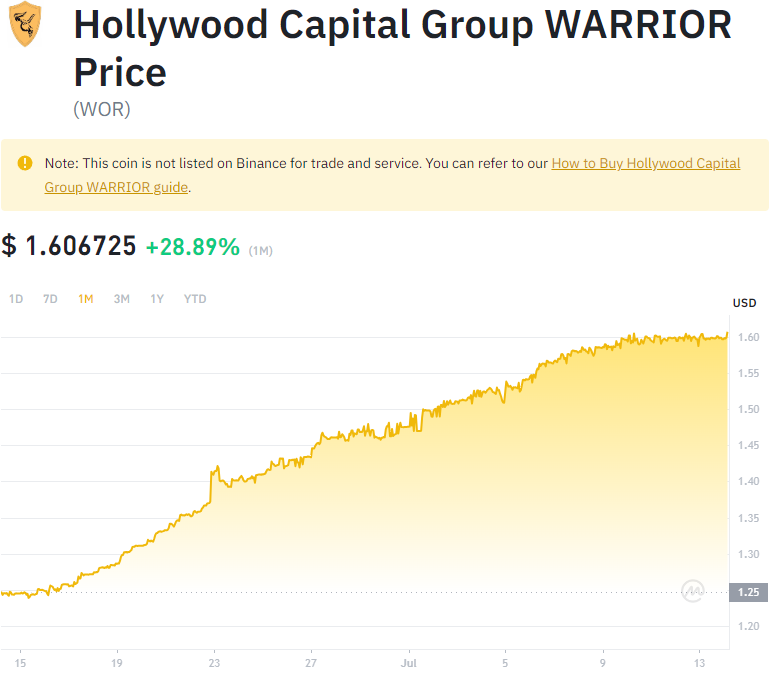 Hollywood Capital Group WARRIOR
Price
(WOR)
Note: This coin is not listed on Binance for trade and service. You can refer to our How to Buy Hollywood Capital
Group WARRIOR guide.
$ 1.606725 +28.89% (1M)
1D 7D 1M 3M 1Y YTD
USD
1.60
1.55
1.50
1.45
1.40
1.35
1.30
1.25
1.20
15 19 23 27 Jul 5 9 13